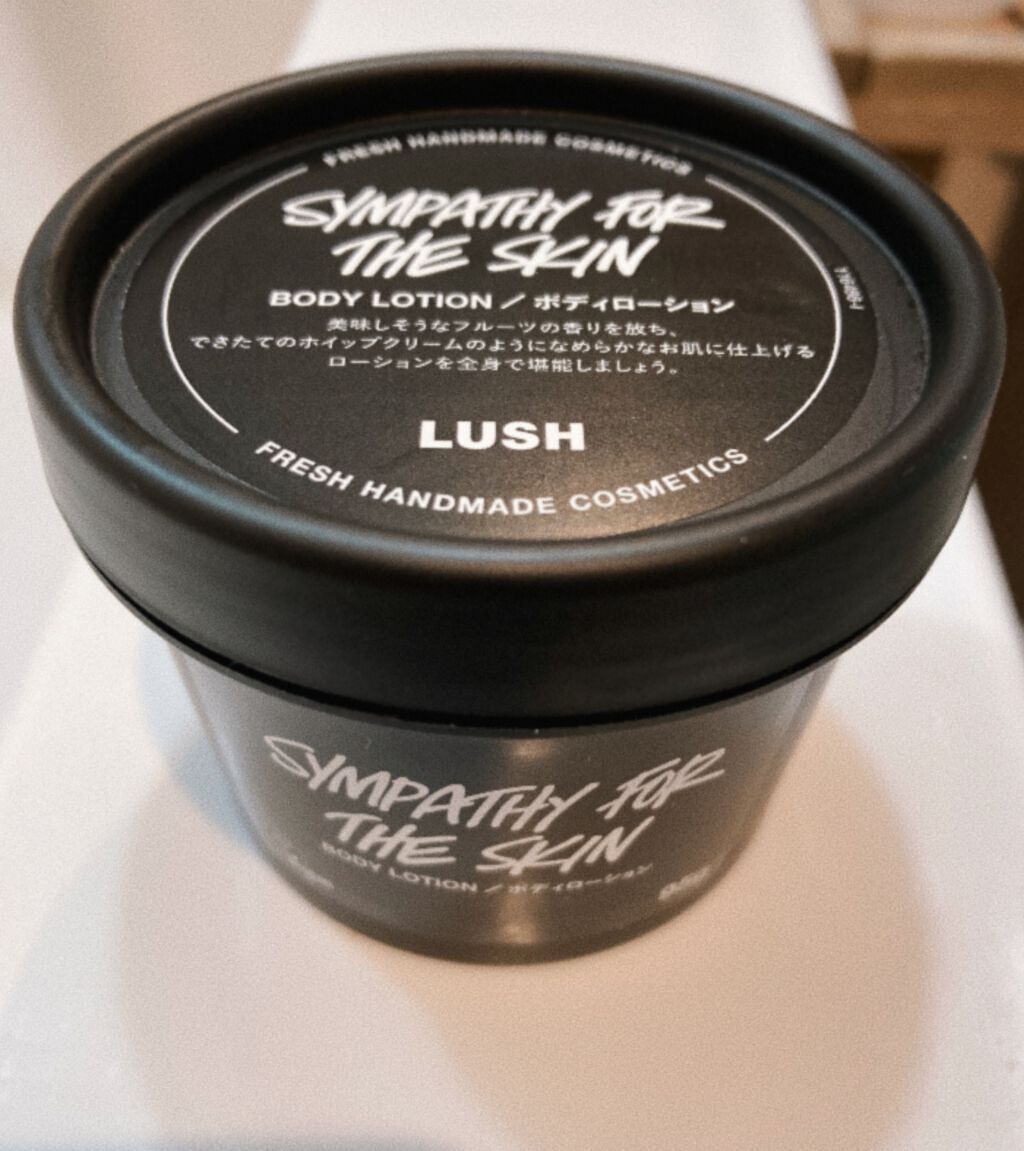 FRESH HANDMADE COSMETICS
SYMPATHY FOR
THE SKIN
BODY LOTION / ボディローション
美味しそうなフルーツの香りを放ち、
できたてのホイップクリームのようになめらかなお肌に仕上げる
ローションを全身で堪能しましょう。
LUSH
FRESH HANDMADE COSMETICS
SYMPATHY FOR
THE SKIN
BODY LOTION / ボディローション